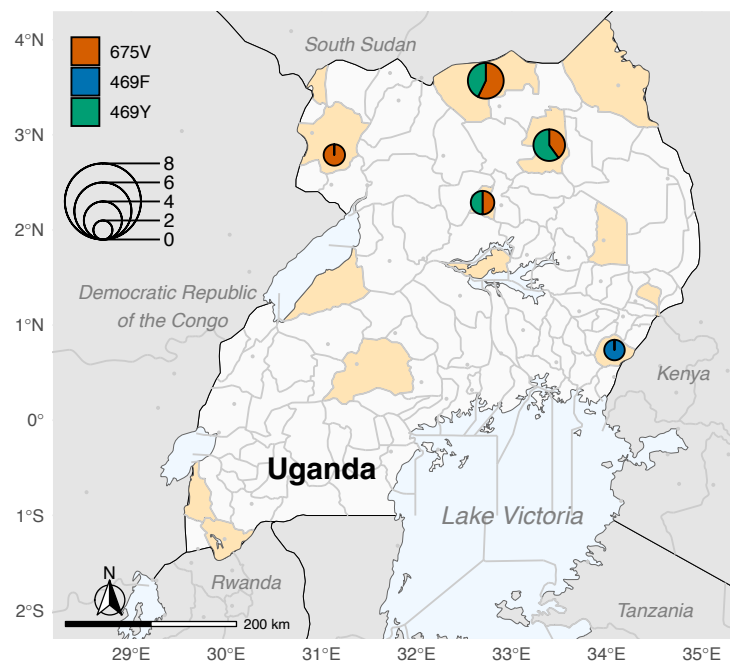 4°N
3°N
2°N
1°N
0°
1°S
2°S
675V
469F
469Y
8
6
4
2
0
South Sudan
Democratic Republic
of the Congo
Kenya
Uganda
Lake Victoria
Rwanda
Tanzania
N
200 km
29°E
30°E
31°E
32°E
33°E
34°E
35°E